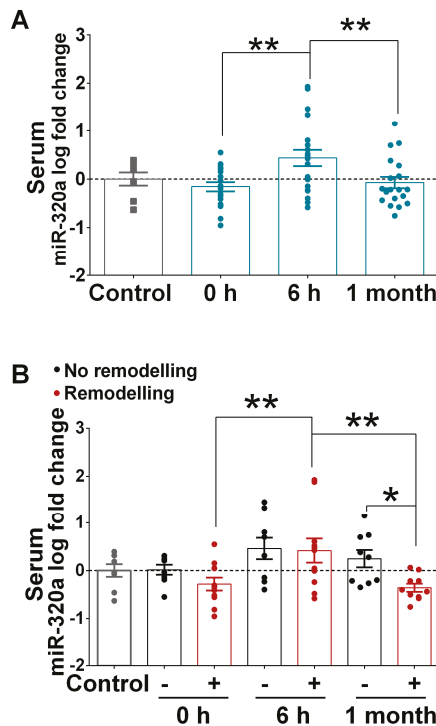 A
Serum
miR-320a log fold change
3
2
1
0
-1
-2
** **
Control 0 h 6 h 1 month
B
No remodelling
Remodelling
Serum
miR-320a log fold change
3
2
1
0
-1
-2
** **
*
Control - + - + - +
0 h 6 h 1 month